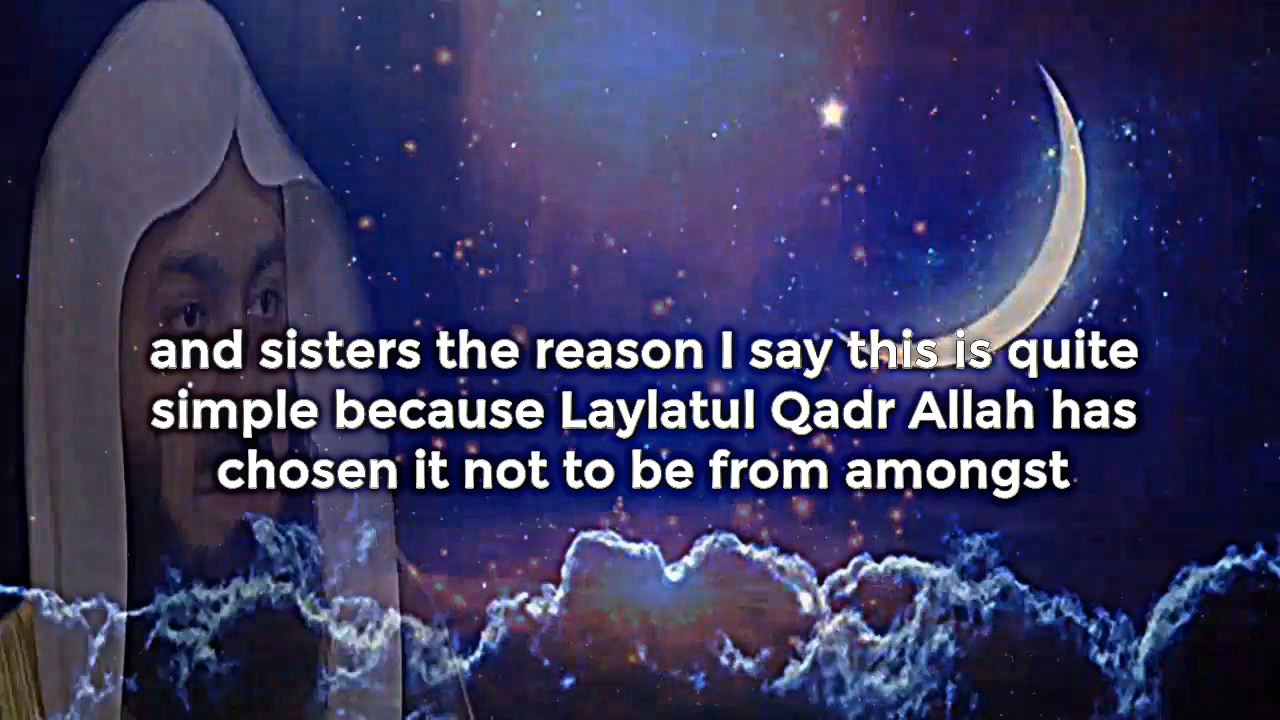 and sisters the reason I say this is quite
simple because Laylatul Qadr Allah has
chosen it not to be from amongst